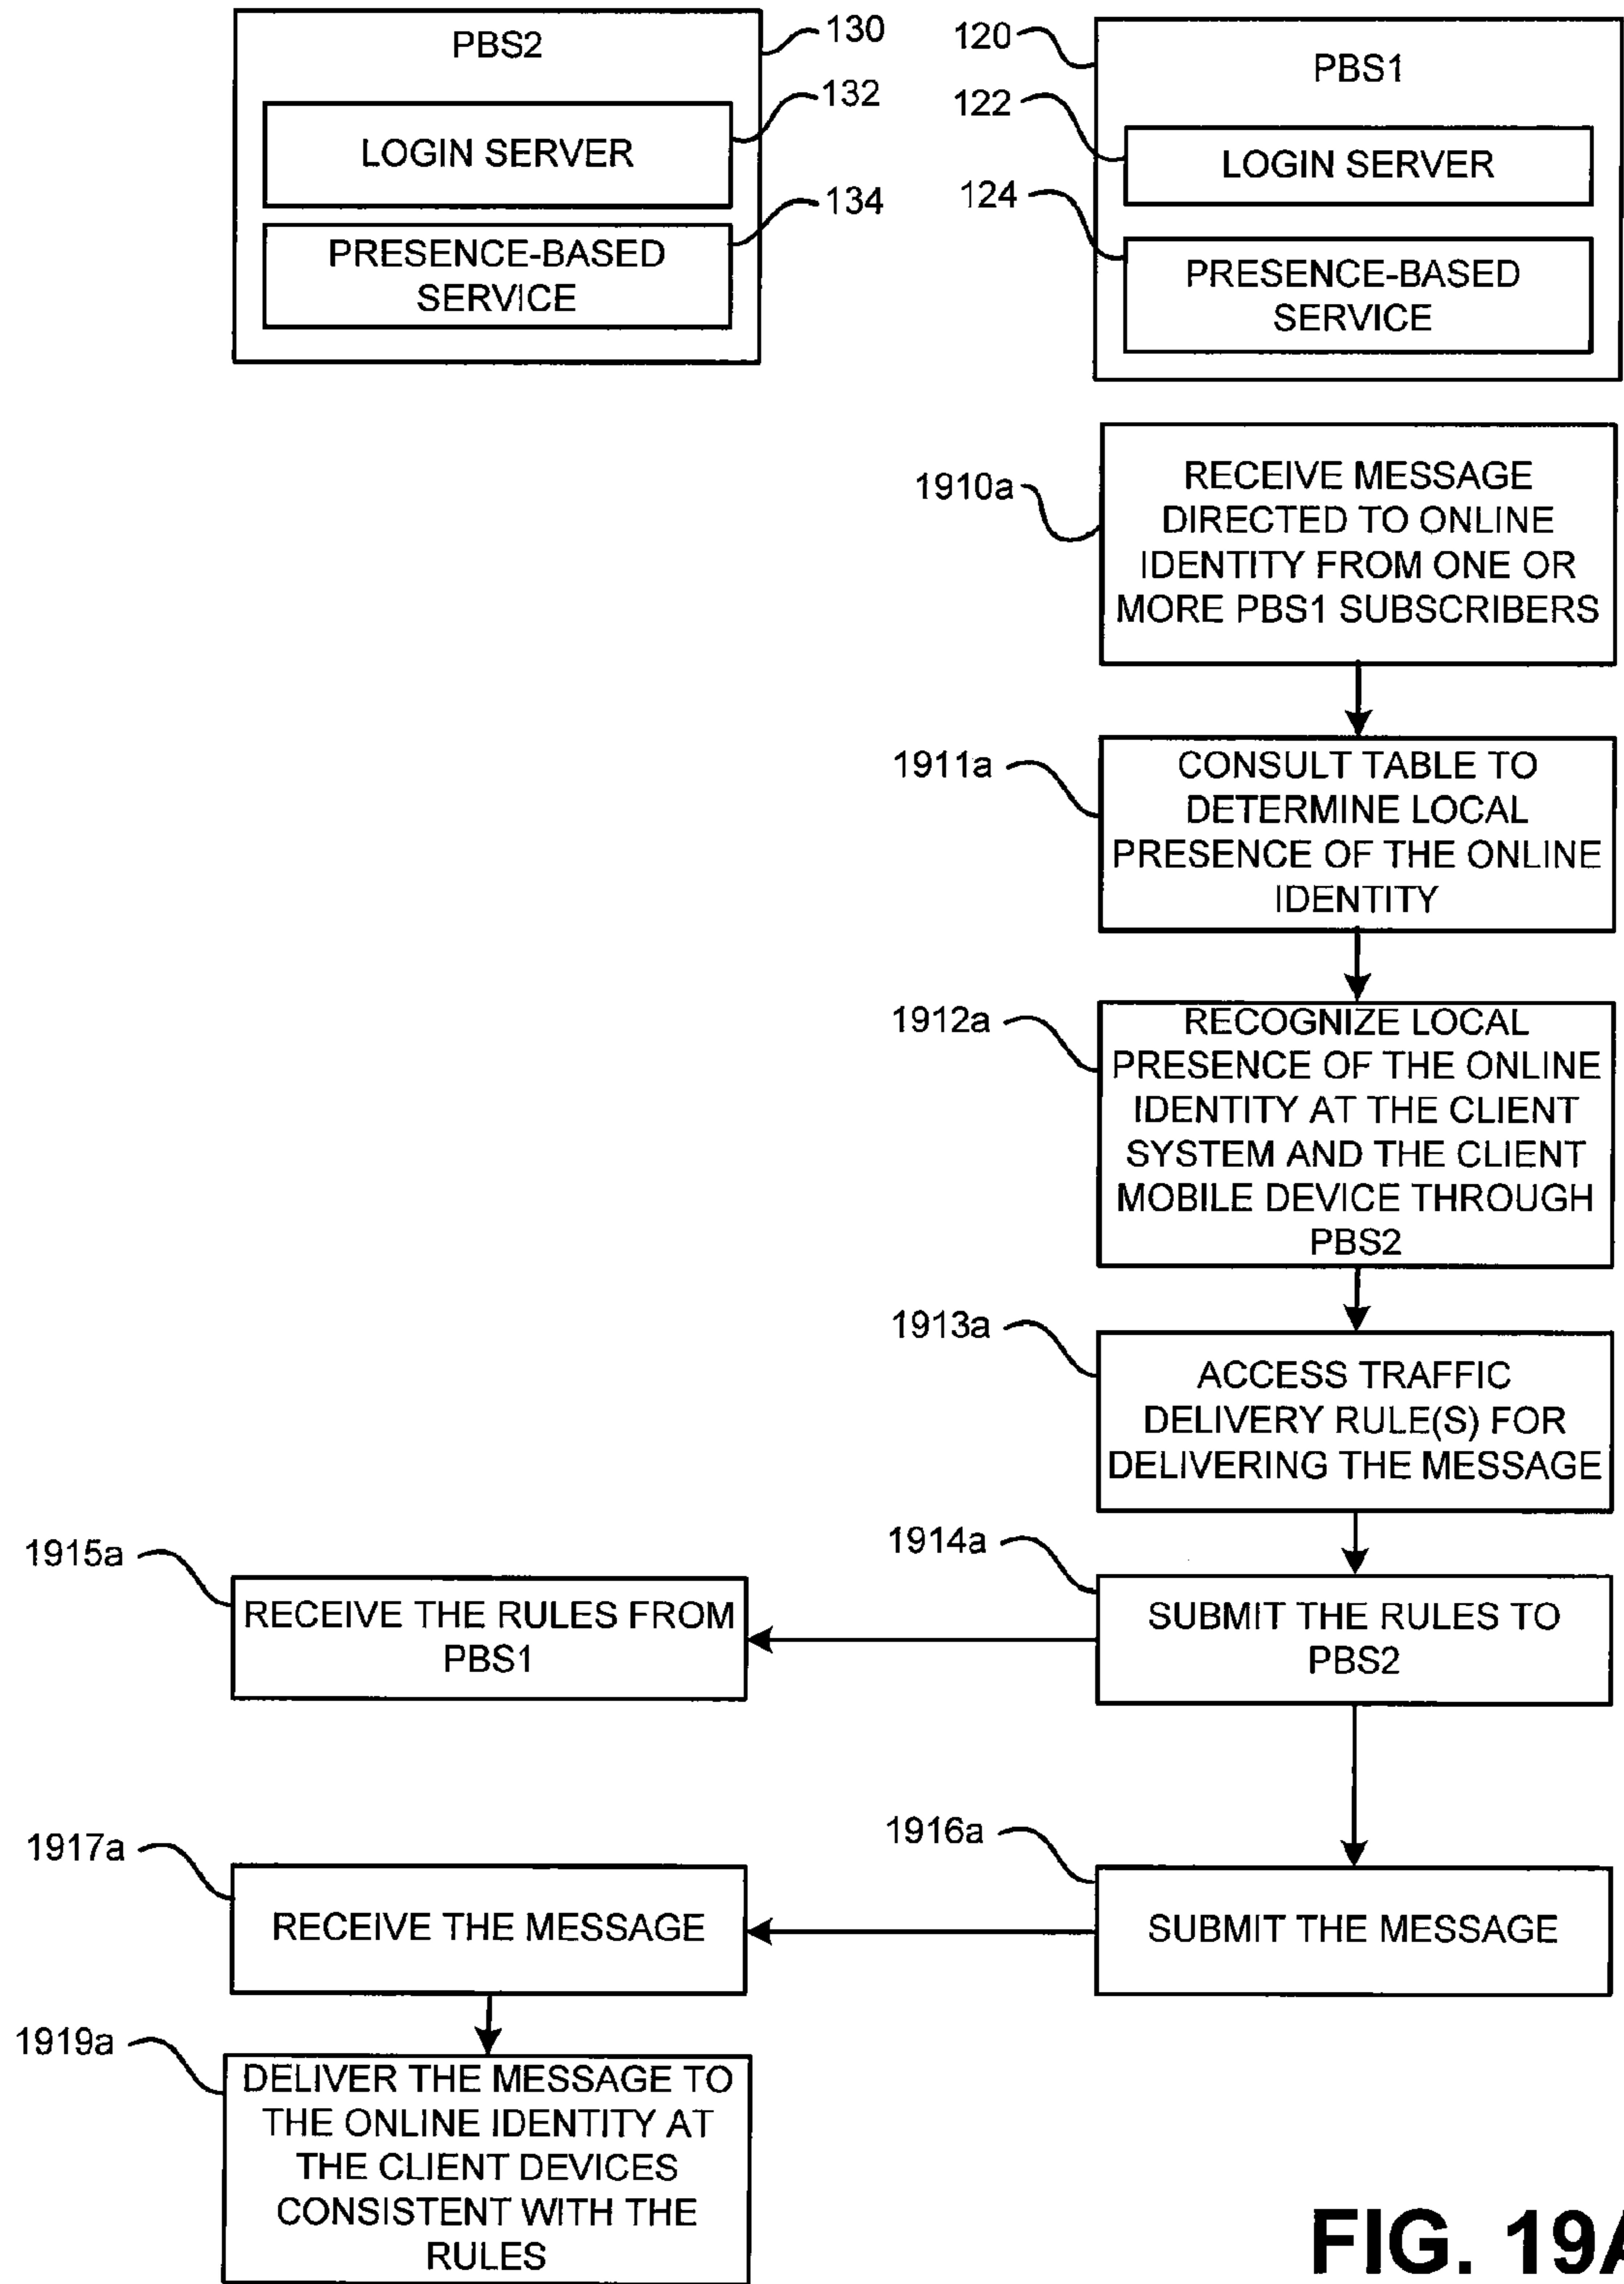 PBS2
130
LOGIN SERVER
132
PRESENCE-BASED
SERVICE
134
120
PBS1
122
LOGIN SERVER
124
PRESENCE-BASED
SERVICE
1910a
RECEIVE MESSAGE
DIRECTED TO ONLINE
IDENTITY FROM ONE OR
MORE PBS1 SUBSCRIBERS
1911a
CONSULT TABLE TO
DETERMINE LOCAL
PRESENCE OF THE ONLINE
IDENTITY
1912a
RECOGNIZE LOCAL
PRESENCE OF THE ONLINE
IDENTITY AT THE CLIENT
SYSTEM AND THE CLIENT
MOBILE DEVICE THROUGH
PBS2
1913a
ACCESS TRAFFIC
DELIVERY RULE(S) FOR
DELIVERING THE MESSAGE
1914a
SUBMIT THE RULES TO
PBS2
1915a
RECEIVE THE RULES FROM
PBS1
1916a
SUBMIT THE MESSAGE
1917a
RECEIVE THE MESSAGE
1919a
DELIVER THE MESSAGE TO
THE ONLINE IDENTITY AT
THE CLIENT DEVICES
CONSISTENT WITH THE
RULES
FIG. 19A